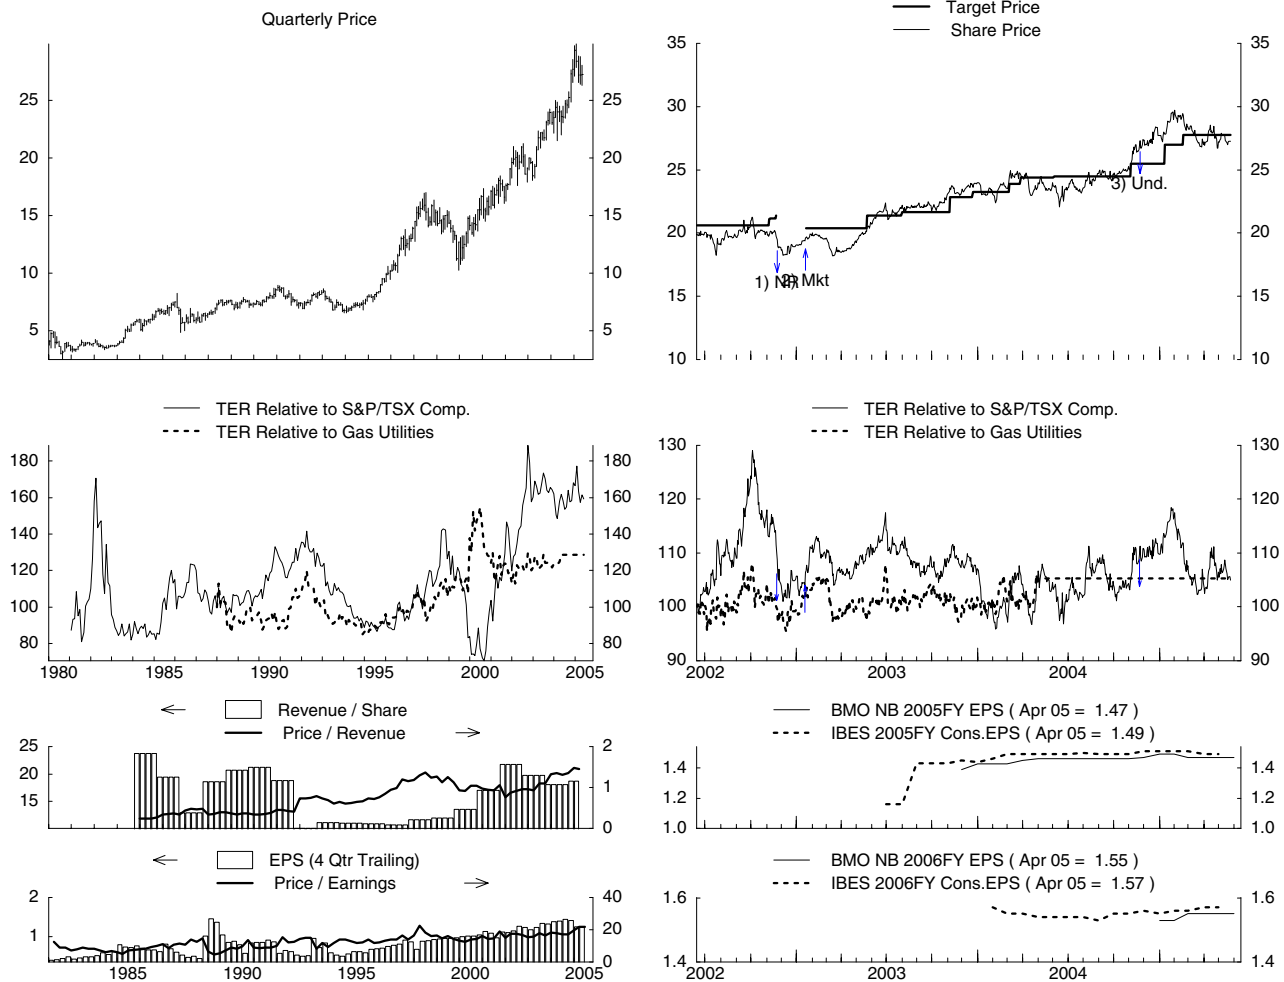 Quarterly Price
25
20
15
10
5
25
20
15
10
5
Target Price
Share Price
35
30
25
20
15
10
35
30
25
20
15
10
1) NR
2) Mkt
3) Und.
TER Relative to S&P/TSX Comp.
TER Relative to Gas Utilities
180
160
140
120
100
80
180
160
140
120
100
80
1980 1985 1990 1995 2000 2005
TER Relative to S&P/TSX Comp.
TER Relative to Gas Utilities
130
120
110
100
90
130
120
110
100
90
2002 2003 2004
Revenue / Share
Price / Revenue
25
20
15
2
1
0
BMO NB 2005FY EPS ( Apr 05 = 1.47 )
IBES 2005FY Cons.EPS ( Apr 05 = 1.49 )
1.4
1.2
1.0
1.4
1.2
1.0
EPS (4 Qtr Trailing)
Price / Earnings
2
1
40
20
0
1985 1990 1995 2000 2005
BMO NB 2006FY EPS ( Apr 05 = 1.55 )
IBES 2006FY Cons.EPS ( Apr 05 = 1.57 )
1.6
1.4
1.6
1.4
2002 2003 2004